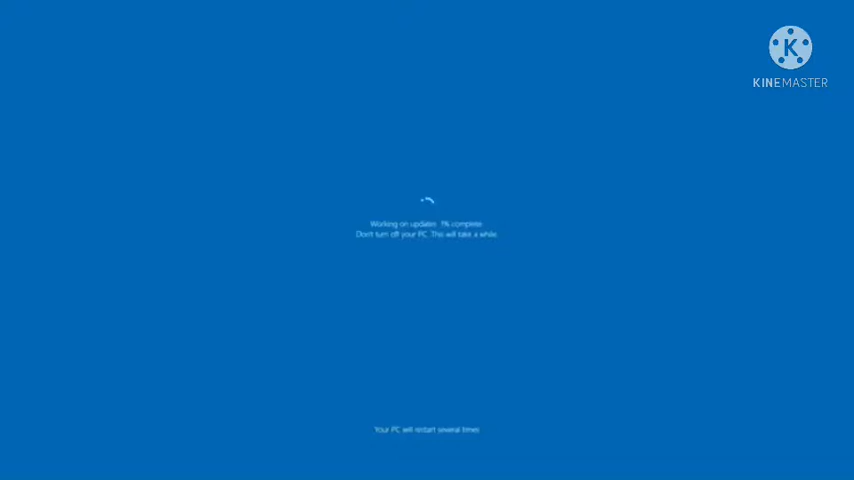 K
KINEMASTER
Working on updates 1% complete
Don't turn off your PC. This will take a while.
Your PC will restart several times